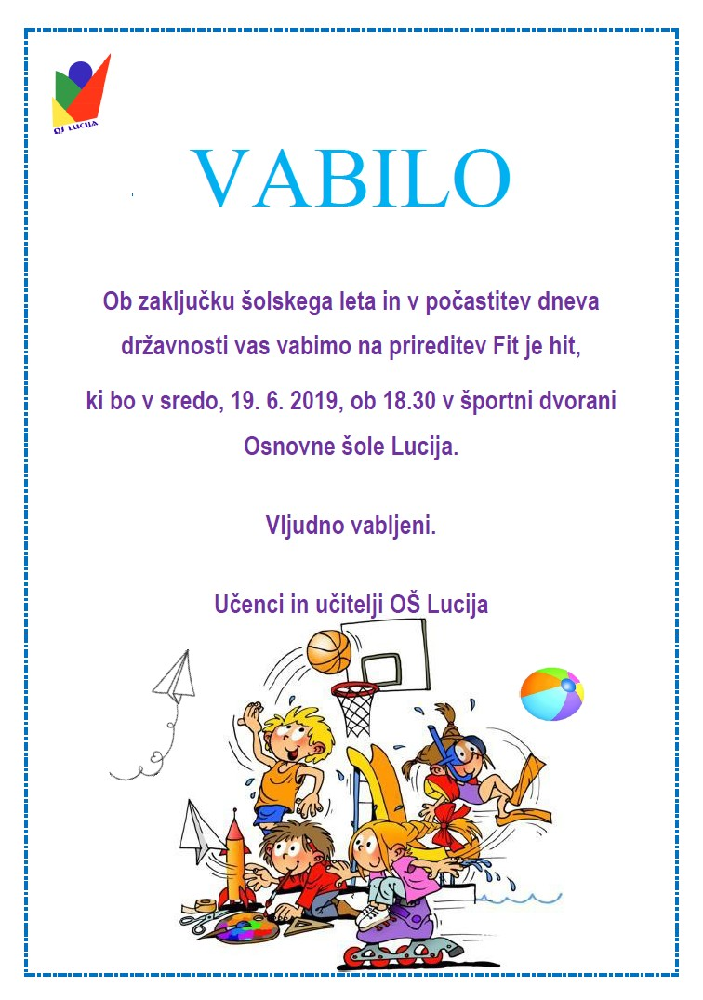 OŠ LUCIJA
VABILO
Ob zaključku šolskega leta in v počastitev dneva
državnosti vas vabimo na prireditev Fit je hit,
ki bo v sredo, 19. 6. 2019, ob 18.30 v športni dvorani
Osnovne šole Lucija.
Vljudno vabljeni.
Učenci in učitelji OŠ Lucija